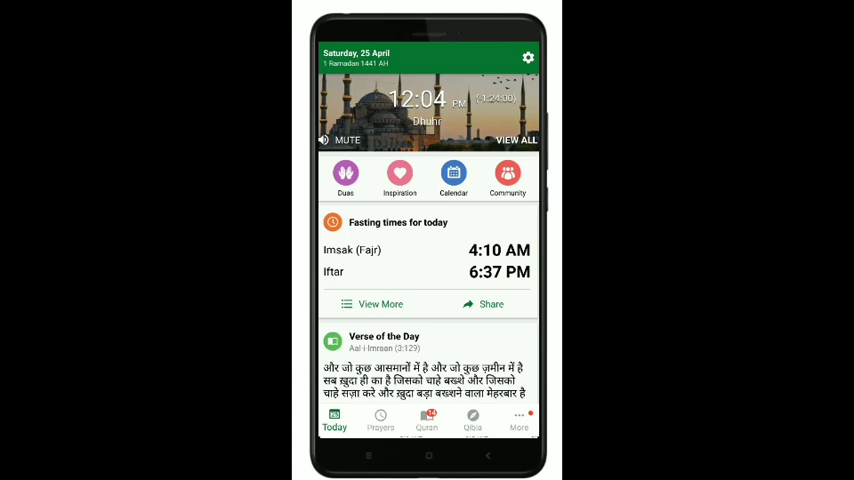 Saturday, 25 April
1 Ramadan 1441 AH
12:04 PM (-1:24:00)
Dhuhr
MUTE VIEW ALL
Duas Inspiration Calendar Community
Fasting times for today
Imsak (Fajr) 4:10 AM
Iftar 6:37 PM
View More Share
Verse of the Day
Aal-i-Imraan (3:129)
और जो कुछ आसमानों में है और जो कुछ ज़मीन में है
सब ख़ुदा ही का है जिसको चाहे बख्शे और जिसको
चाहे सज़ा करे और ख़ुदा बड़ा बख्शने वाला मेहरबार है
25 14
Today Prayers Quran Qibla More